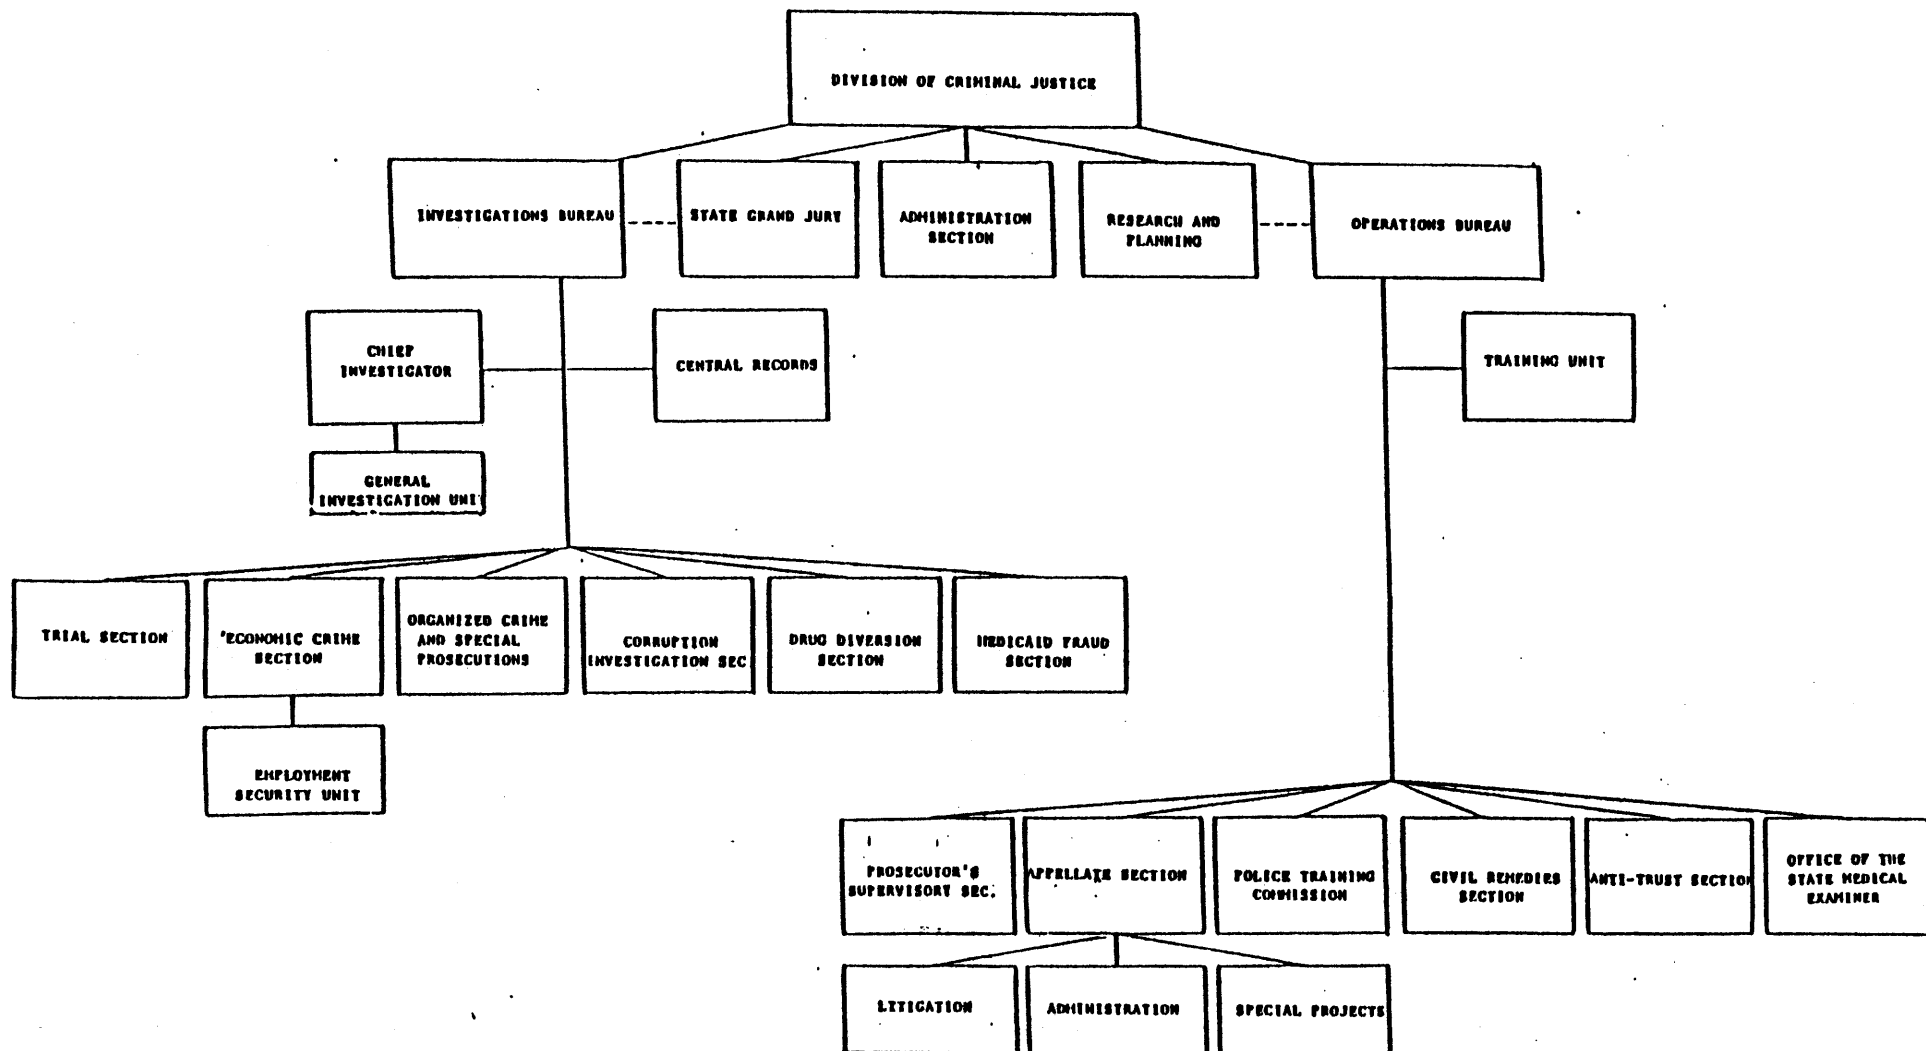 DIVISION OF CRIMINAL JUSTICE
INVESTIGATIONS BUREAU
STATE GRAND JURY
ADMINISTRATION
SECTION
RESEARCH AND
PLANNING
OPERATIONS BUREAU
CHIEF
INVESTIGATOR
CENTRAL RECORDS
TRAINING UNIT
GENERAL
INVESTIGATION UNI
TRIAL SECTION
ECONOMIC CRIME
SECTION
ORGANIZED CRIME
AND SPECIAL
PROSECUTIONS
CORRUPTION
INVESTIGATION SEC
DRUG DIVERSION
SECTION
MEDICAID FRAUD
SECTION
EMPLOYMENT
SECURITY UNIT
PROSECUTOR'S
SUPERVISORY SEC.
APPELLATE SECTION
POLICE TRAINING
COMMISSION
CIVIL REMEDIES
SECTION
ANTI-TRUST SECTION
OFFICE OF THE
STATE MEDICAL
EXAMINER
LITIGATION
ADMINISTRATION
SPECIAL PROJECTS